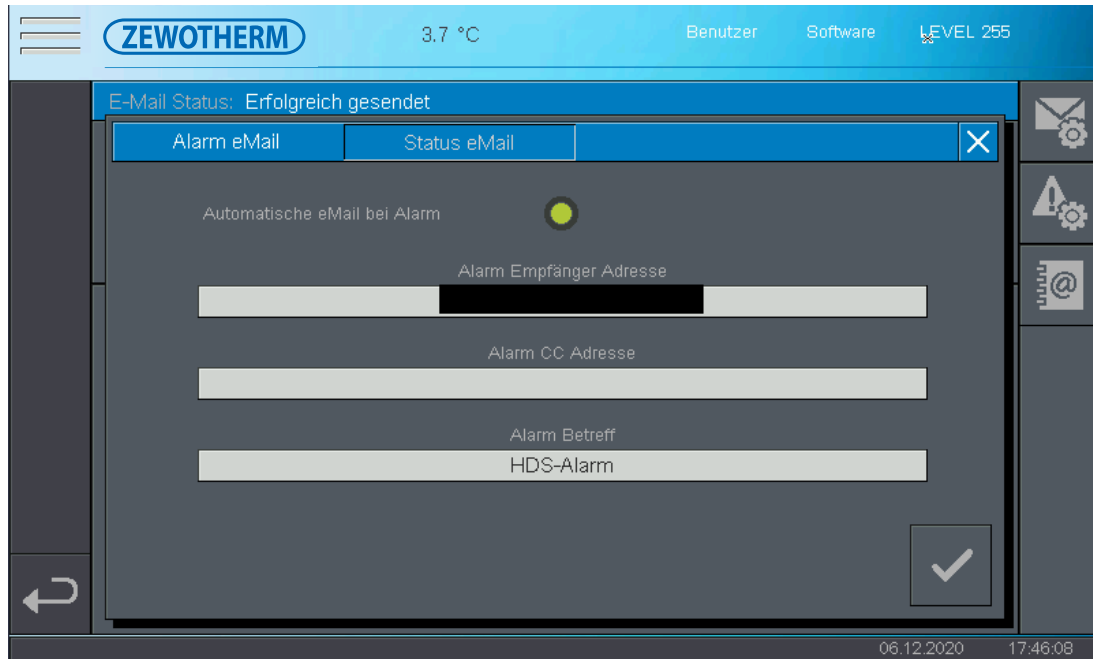 ZEWOTHERM 3.7 °C Benutzer Software LEVEL 255
E-Mail Status: Erfolgreich gesendet
Alarm eMail Status eMail
Automatische eMail bei Alarm
Alarm Empfänger Adresse
Alarm CC Adresse
Alarm Betreff
HDS-Alarm
06.12.2020 17:46:08